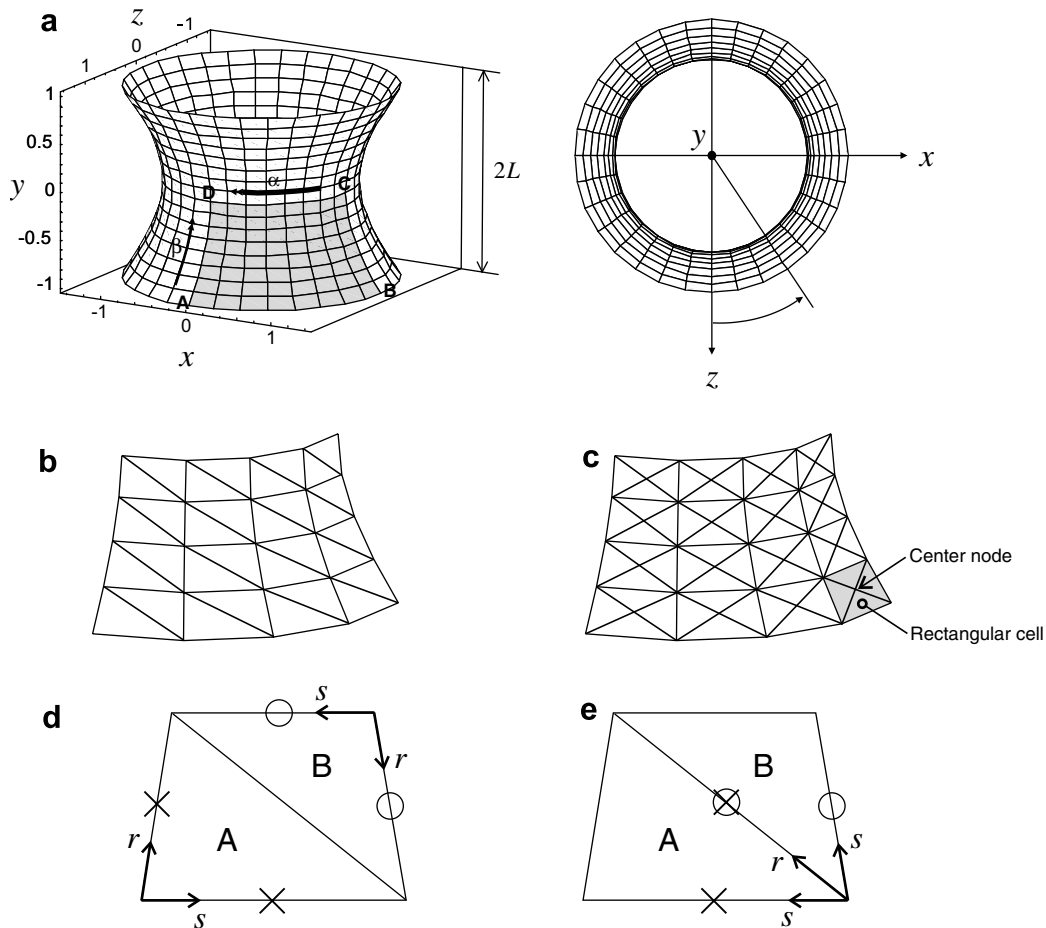 a
z
-1
0
1
1
0.5
y
0
-0.5
-1
D
α
C
β
A
B
-1
0
1
x
2L
y
x
z
b
c
Center node
Rectangular cell
d
s
B
r
A
r
s
e
B
A
r
s
s